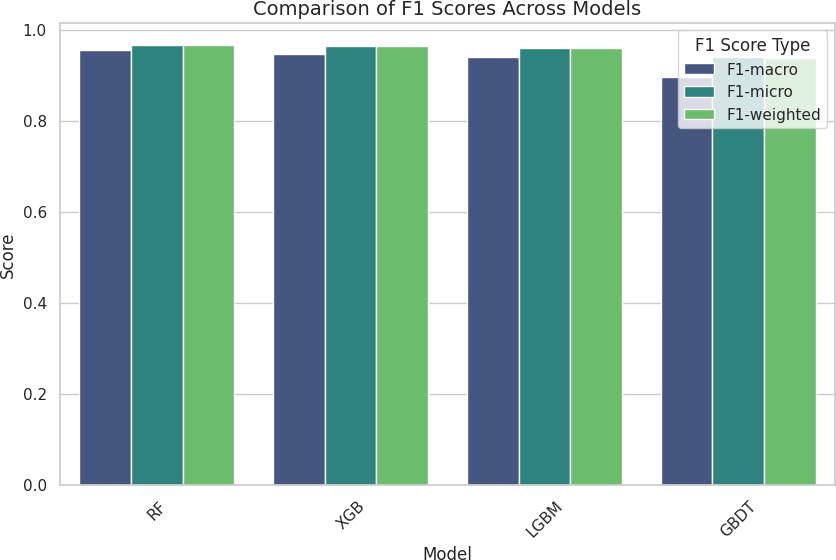 Comparison of F1 Scores Across Models
F1 Score Type
F1-macro
F1-micro
F1-weighted
1.0
0.8
0.6
0.4
0.2
0.0
Score
RF
XGB
LGBM
GBDT
Model